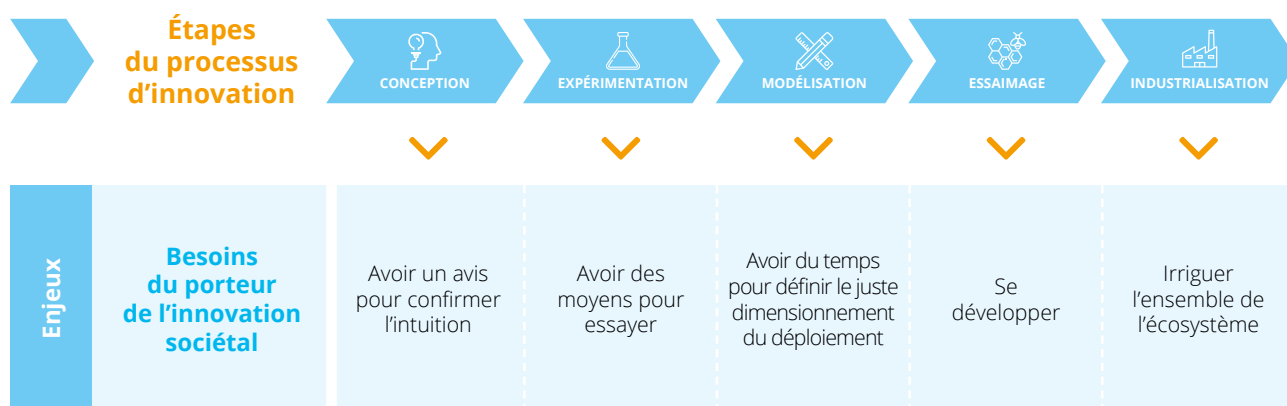 Étapes
du processus
d’innovation
CONCEPTION
EXPÉRIMENTATION
MODÉLISATION
ESSAIMAGE
INDUSTRIALISATION
Enjeux
Besoins
du porteur
de l’innovation
sociétal
Avoir un avis
pour confirmer
l’intuition
Avoir des
moyens pour
essayer
Avoir du temps
pour définir le juste
dimensionnement
du déploiement
Se
développer
Irriguer
l’ensemble de
l’écosystème